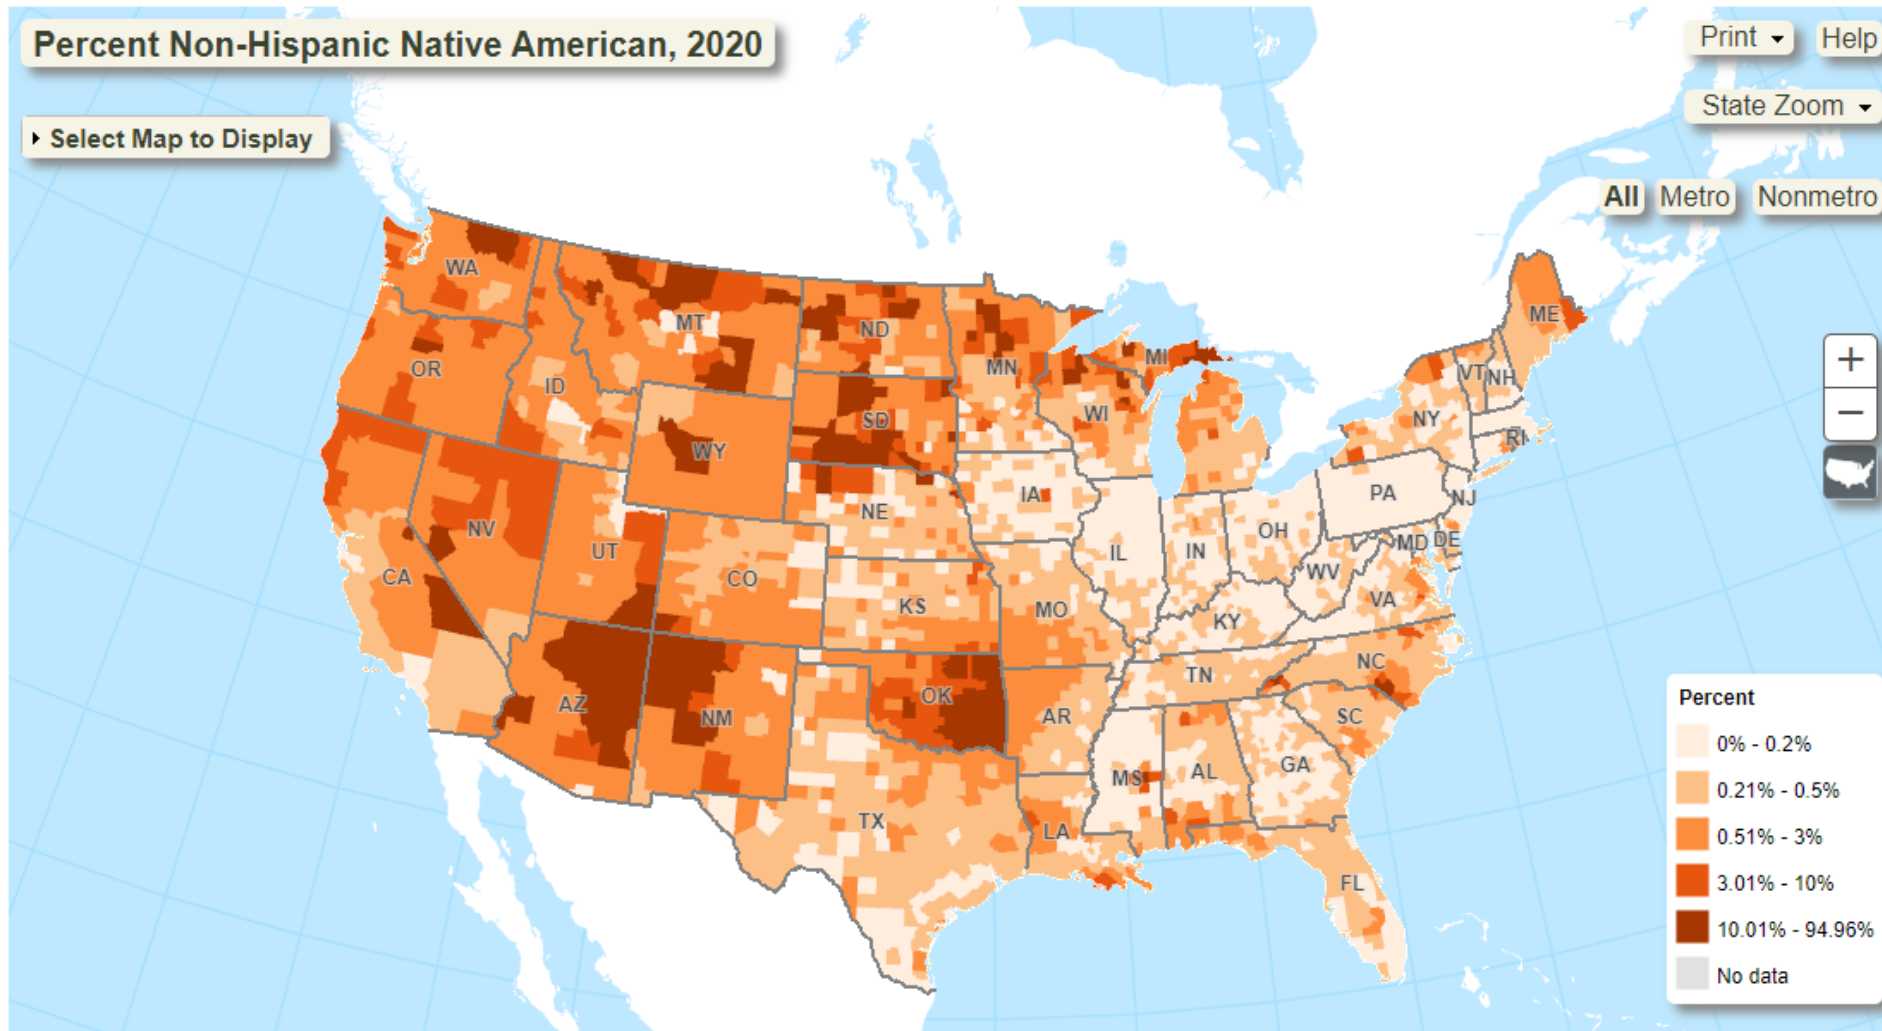 Percent Non-Hispanic Native American, 2020
Print
Help
Select Map to Display
State Zoom
All
Metro
Nonmetro
WA
MT
ND
MN
MI
ME
OR
ID
WY
SD
WI
NY
VT
NH
RI
NV
UT
CO
NE
IA
IL
IN
OH
PA
NJ
CA
KS
MO
KY
WV
MD
DE
VA
AZ
NM
OK
AR
TN
NC
SC
TX
LA
MS
AL
GA
FL
+
−
Percent
0% - 0.2%
0.21% - 0.5%
0.51% - 3%
3.01% - 10%
10.01% - 94.96%
No data